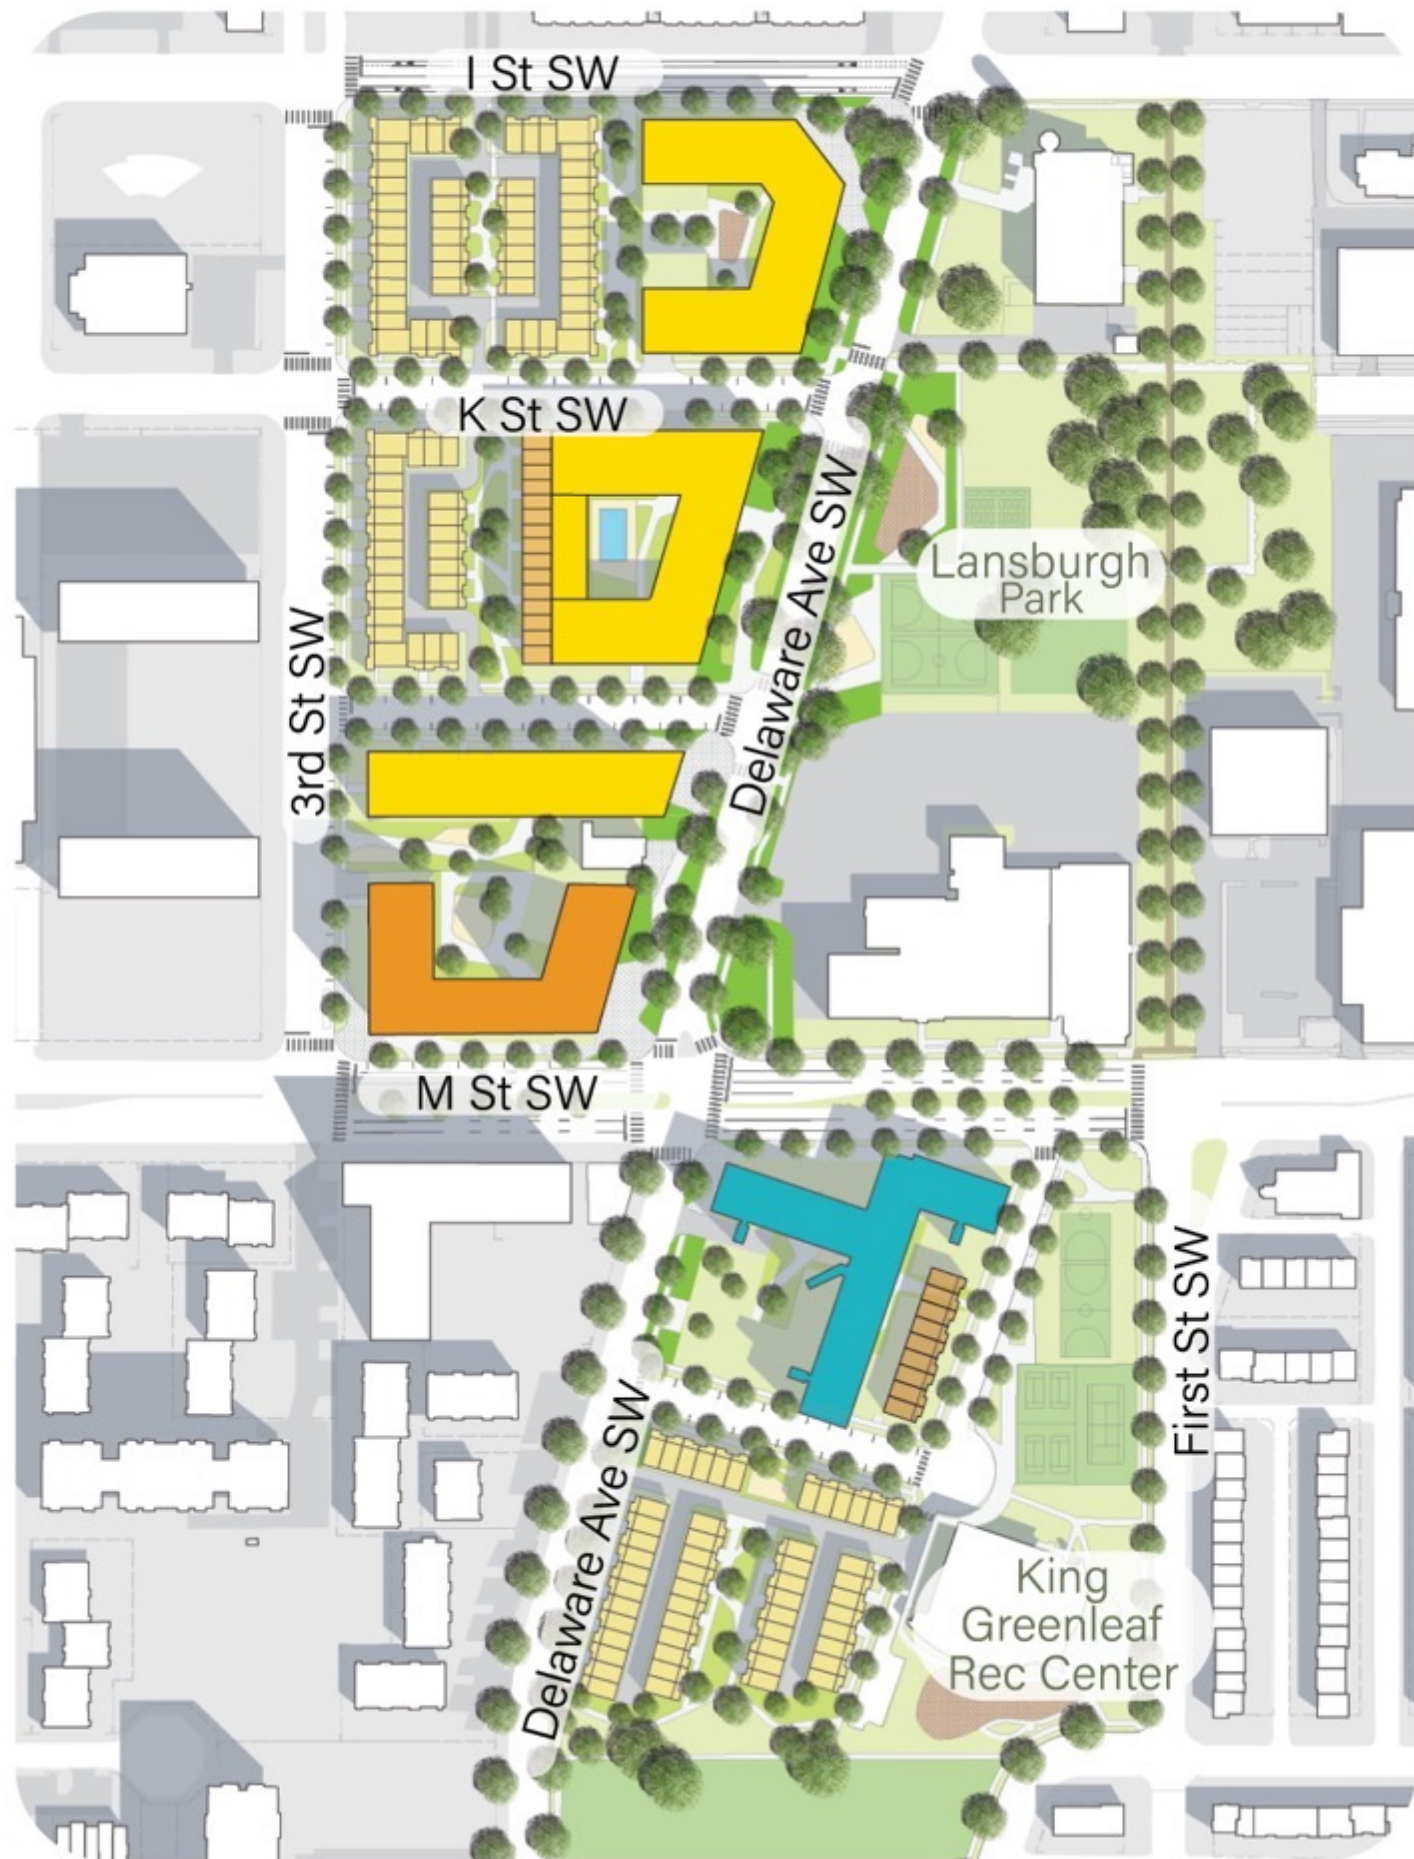 I St SW
K St SW
Delaware Ave SW
Lansburgh
Park
3rd St SW
M St SW
First St SW
Delaware Ave SW
King
Greenleaf
Rec Center